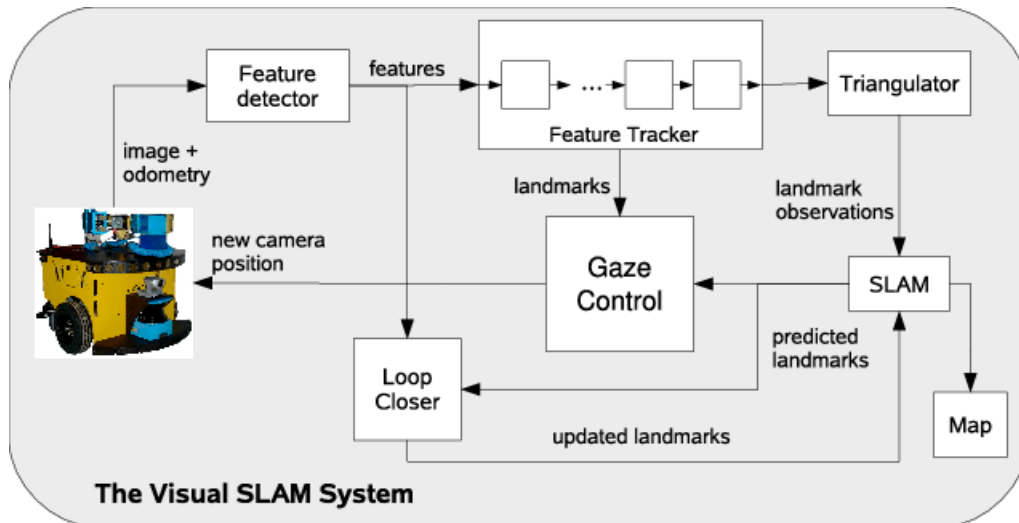 Feature
detector
features
...
Feature Tracker
Triangulator
image +
odometry
landmarks
landmark
observations
new camera
position
Gaze
Control
SLAM
predicted
landmarks
Loop
Closer
Map
updated landmarks
The Visual SLAM System